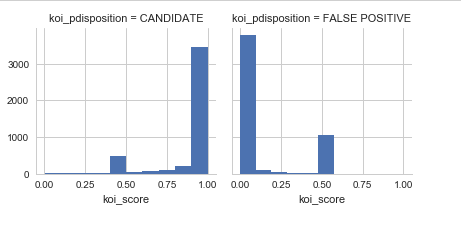 koi_pdisposition = CANDIDATE koi_pdisposition = FALSE POSITIVE
3000
2000
1000
0
0.00 0.25 0.50 0.75 1.00 0.00 0.25 0.50 0.75 1.00
koi_score koi_score